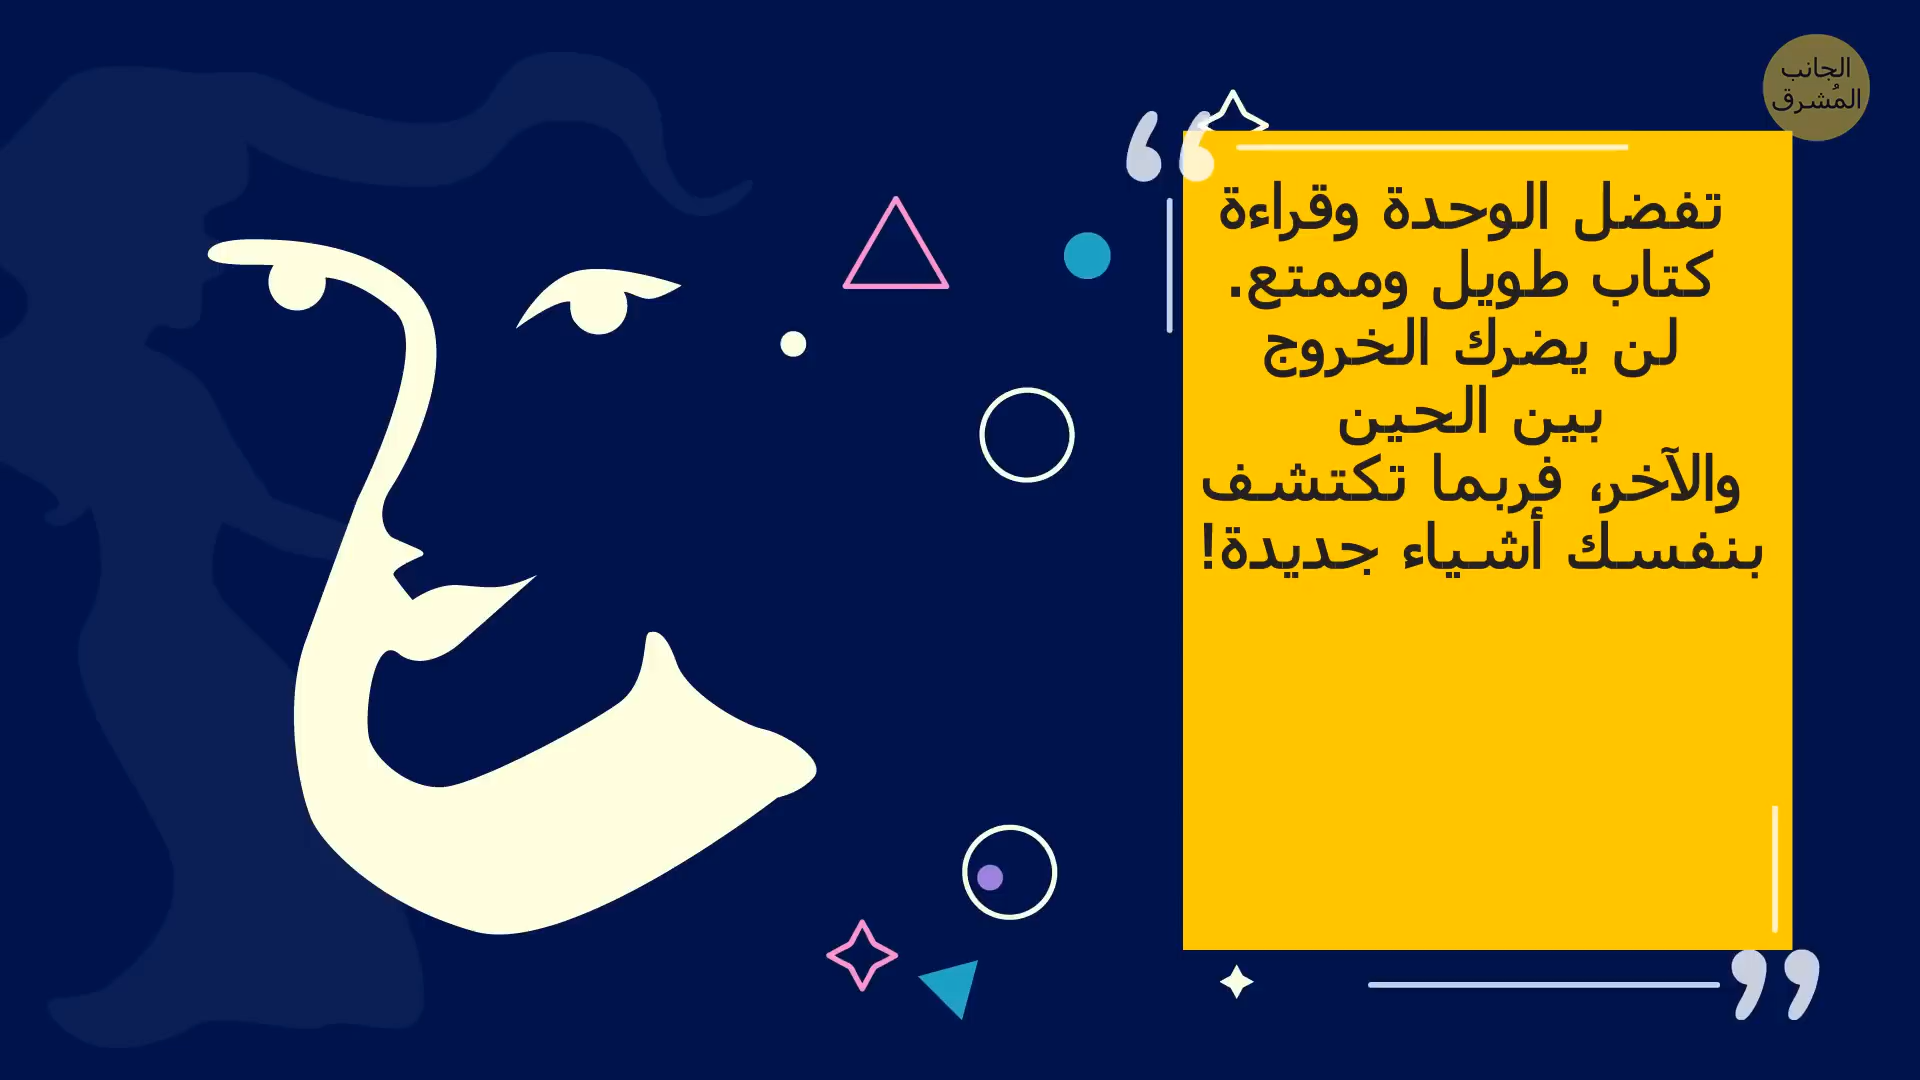 الجانب
المُشرق
تفضل الوحدة وقراءة
كتاب طويل وممتع.
لن يضرك الخروج
بين الحين
والآخر، فربما تكتشف
بنفسك أشياء جديدة!